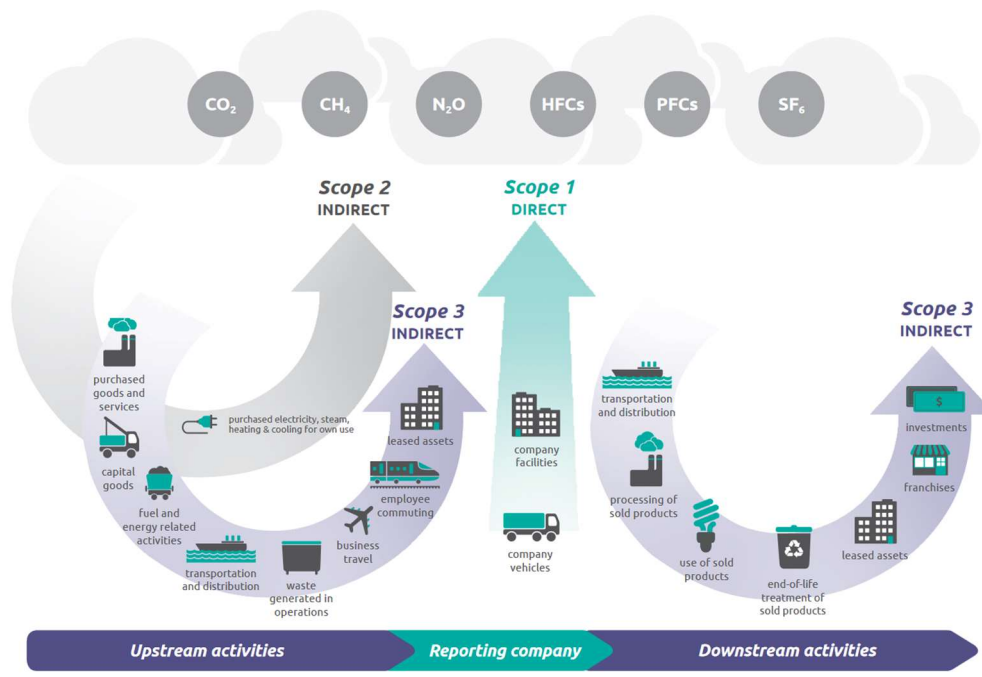 CO₂
CH₄
N₂O
HFCs
PFCs
SF₆
Scope 2
INDIRECT
Scope 1
DIRECT
Scope 3
INDIRECT
Scope 3
INDIRECT
purchased
goods and
services
capital
goods
fuel and
energy related
activities
transportation
and distribution
waste
generated in
operations
business
travel
employee
commuting
leased assets
purchased electricity, steam,
heating & cooling for own use
company
facilities
company
vehicles
transportation
and distribution
processing of
sold products
use of sold
products
end-of-life
treatment of
sold products
leased assets
franchises
investments
$
Upstream activities
Reporting company
Downstream activities